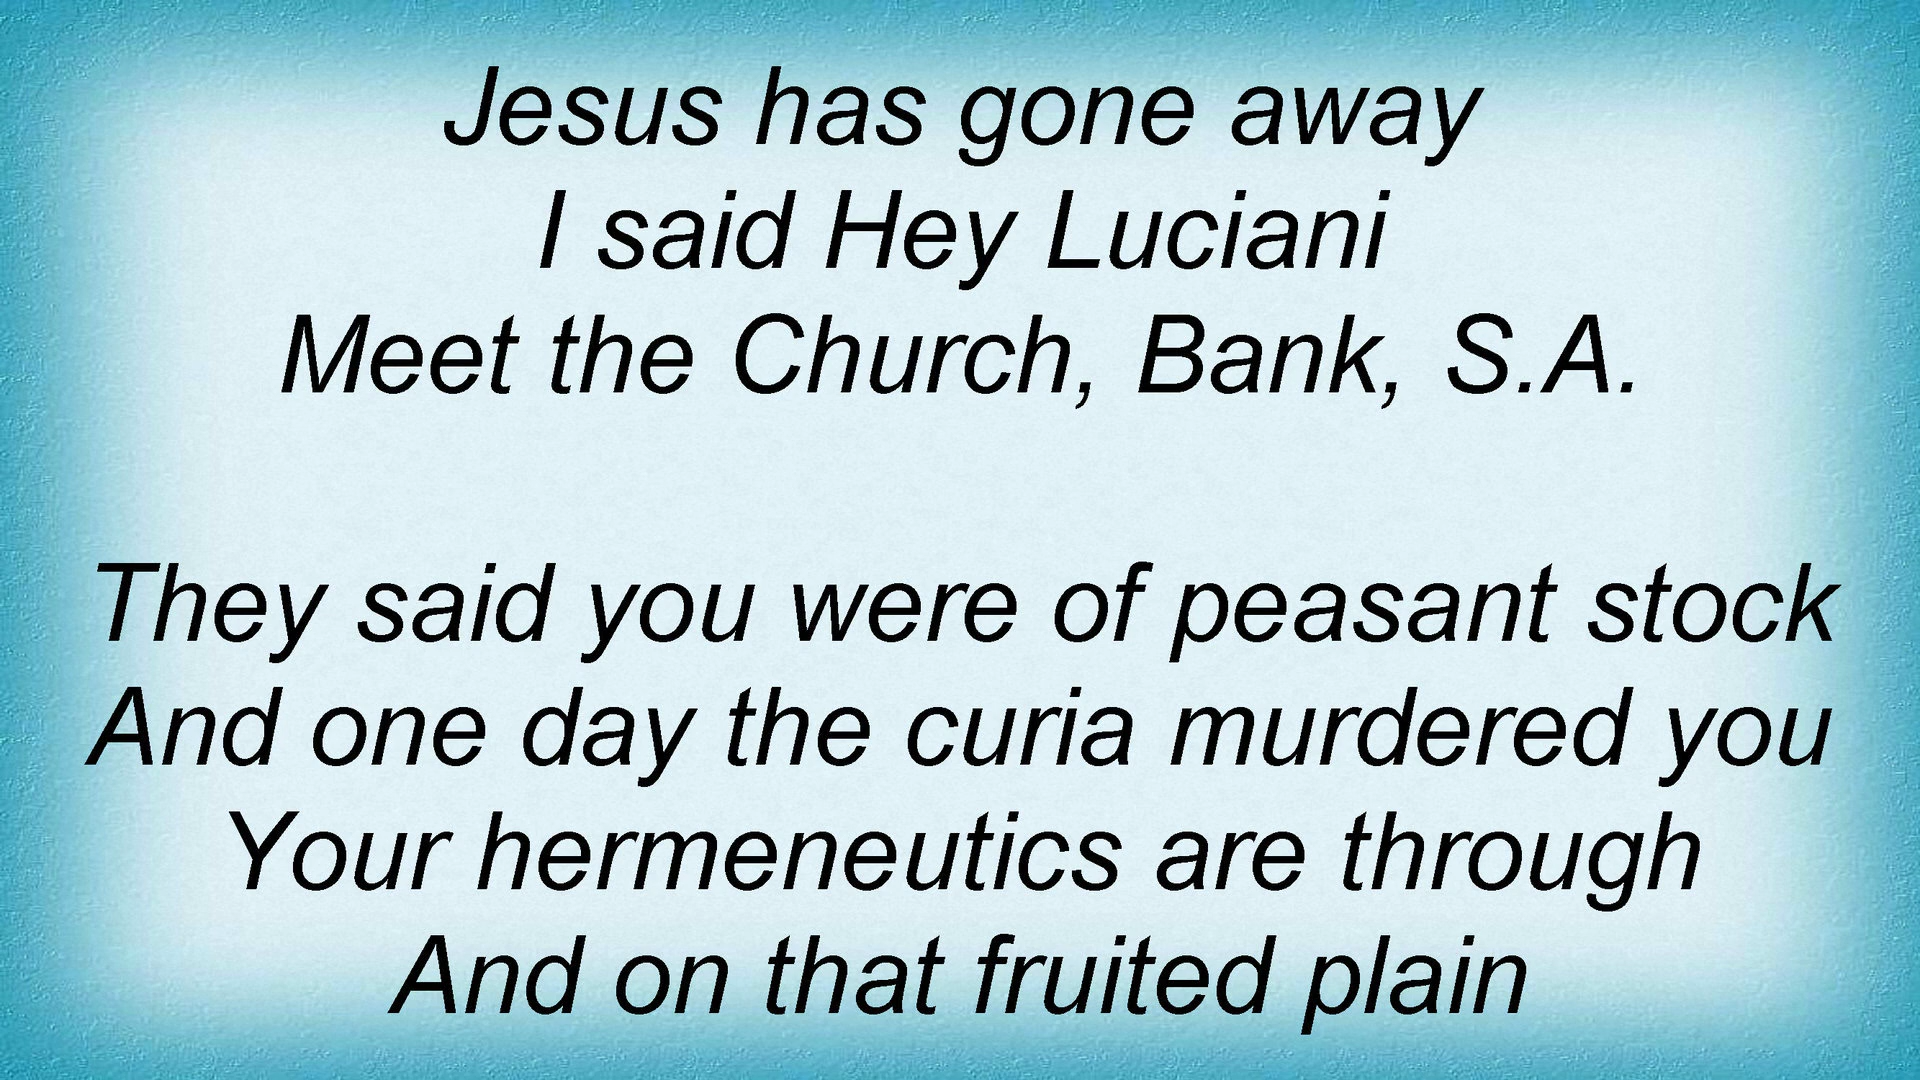 Jesus has gone away
I said Hey Luciani
Meet the Church, Bank, S.A.
They said you were of peasant stock
And one day the curia murdered you
Your hermeneutics are through
And on that fruited plain